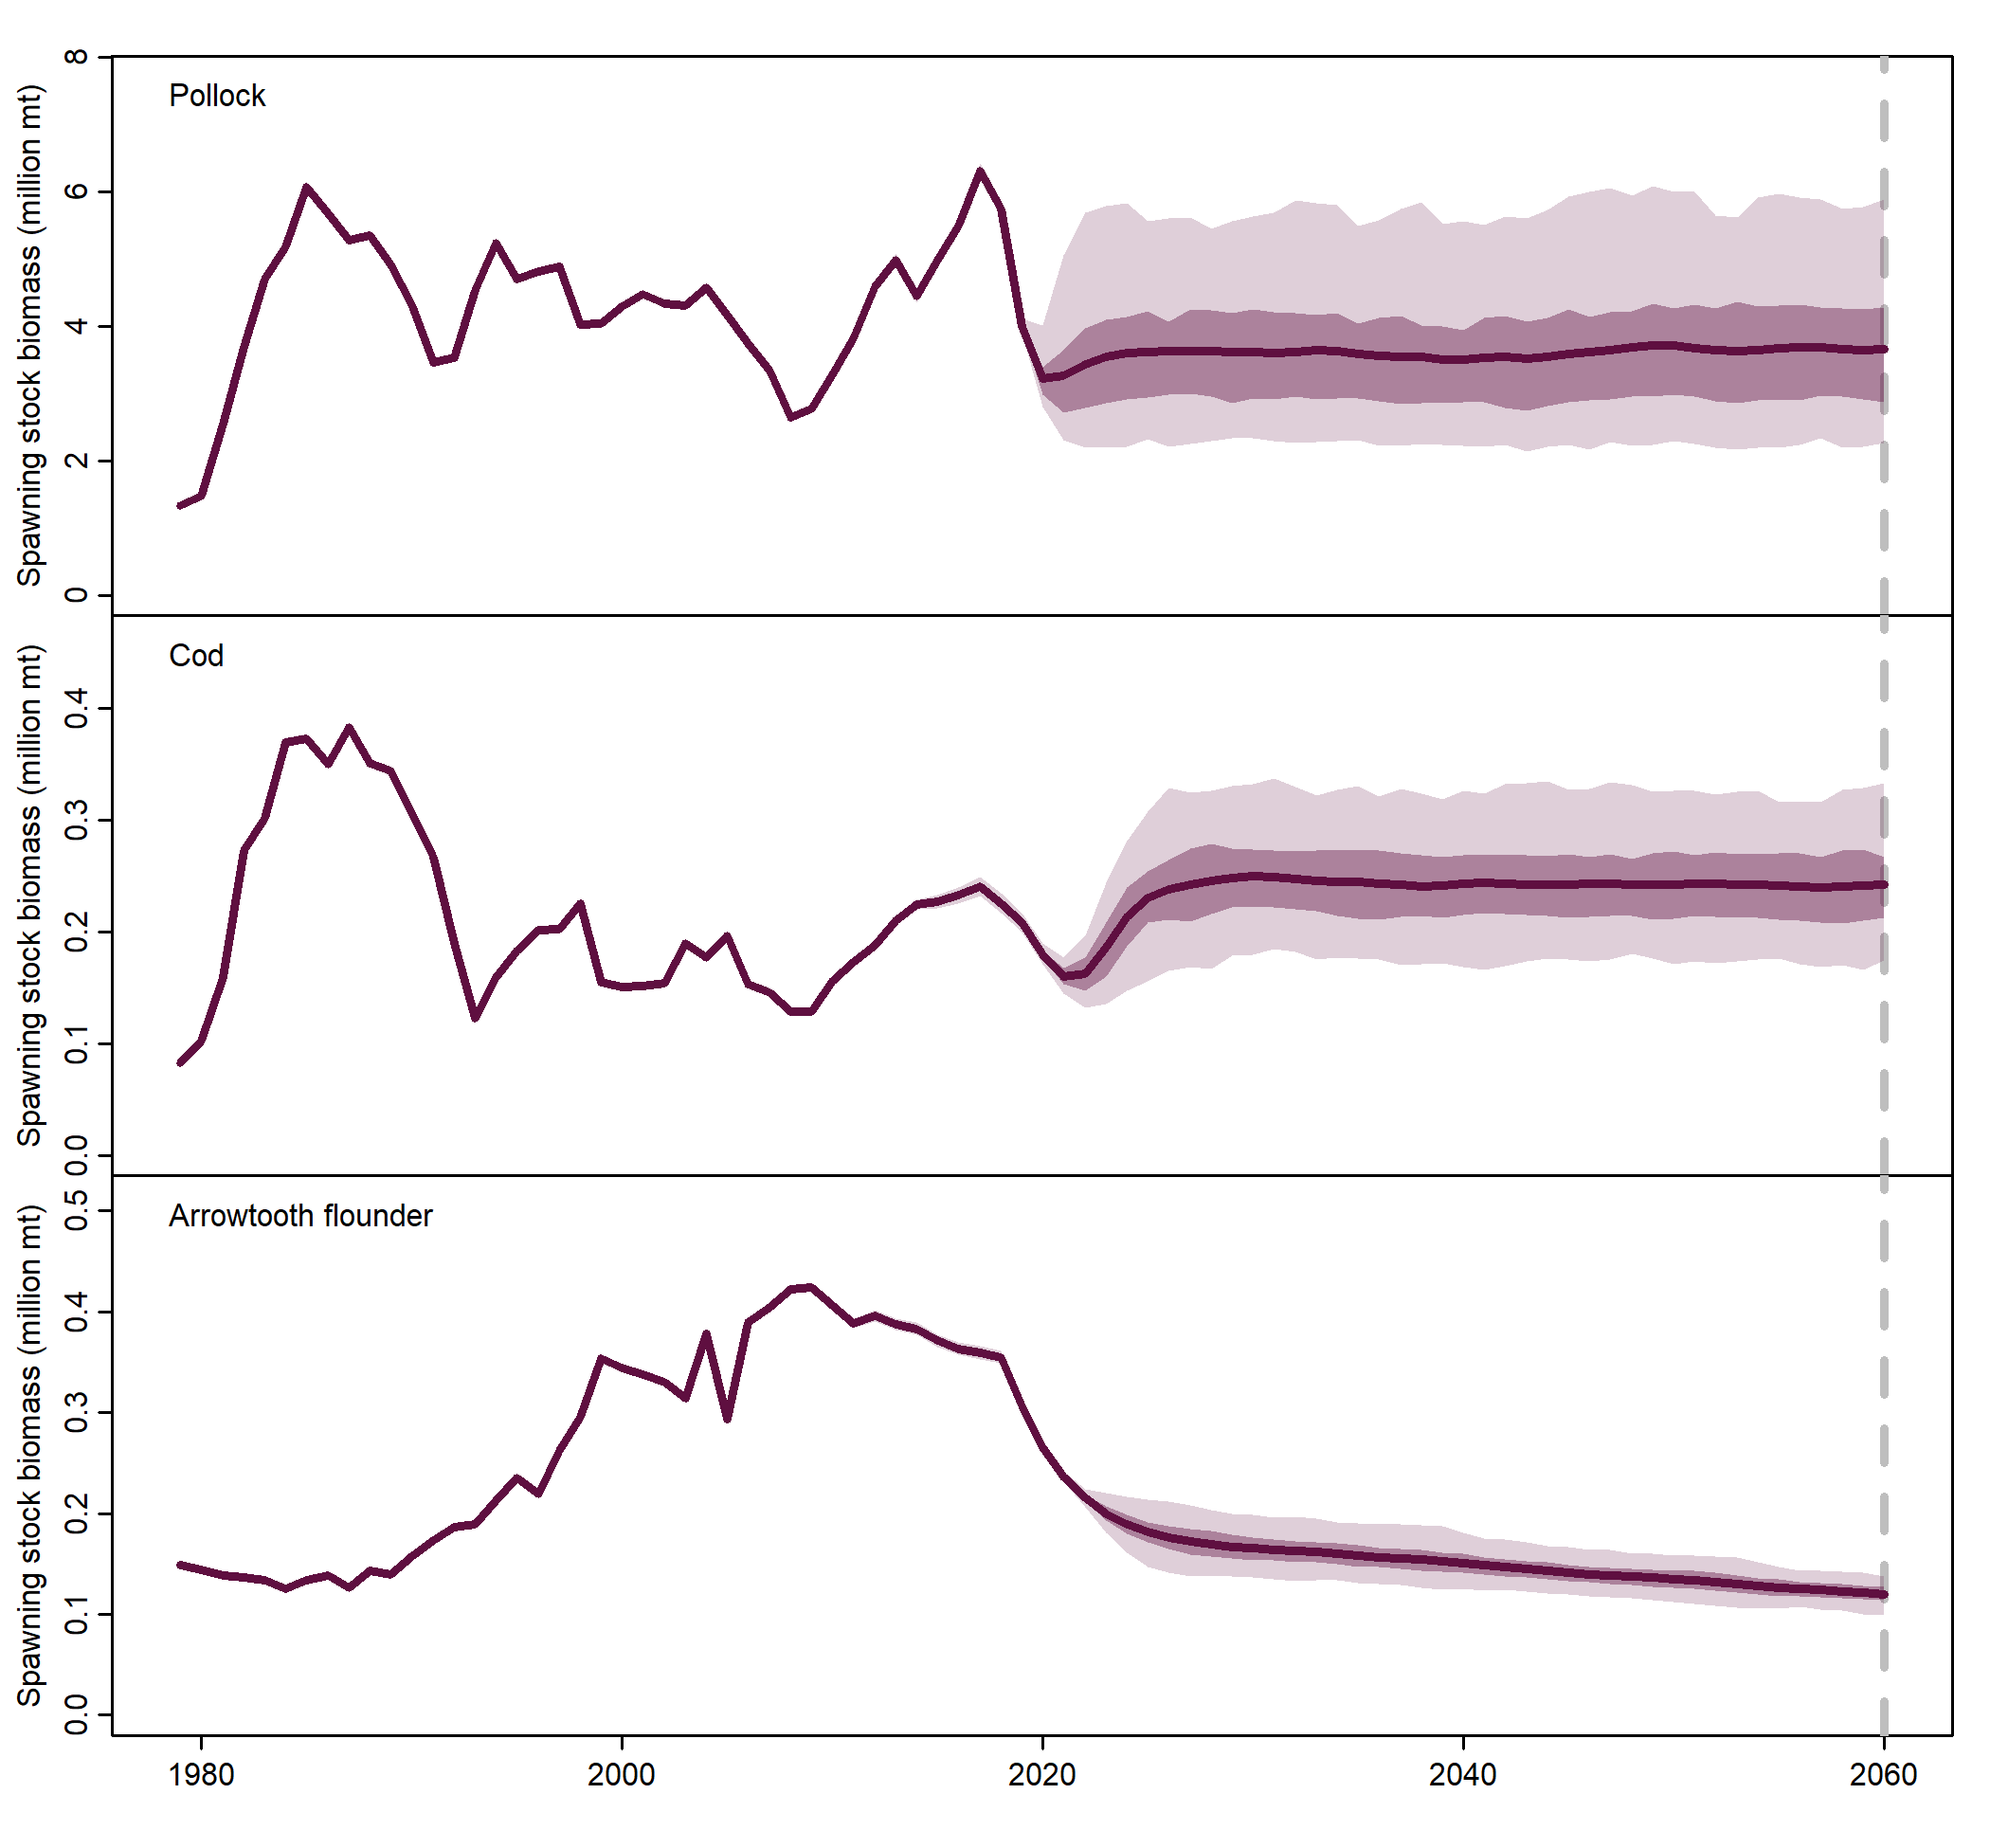 Pollock
Spawning stock biomass (million mt)
8
6
4
2
0
Cod
Spawning stock biomass (million mt)
0.4
0.3
0.2
0.1
0.0
Arrowtooth flounder
Spawning stock biomass (million mt)
0.5
0.4
0.3
0.2
0.1
0.0
1980 2000 2020 2040 2060